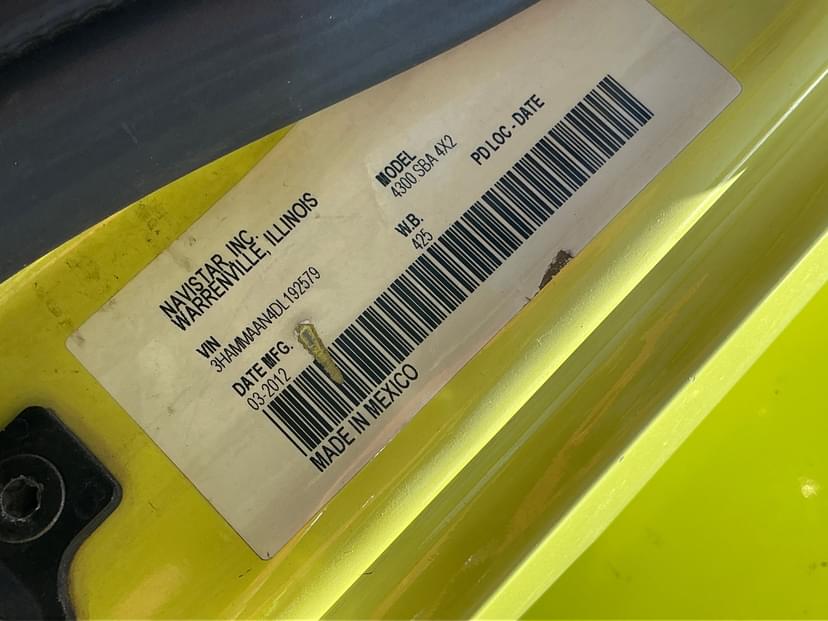 NAVISTAR INC.
WARRENVILLE, ILLINOIS
VIN
3HAMMAAN4DL192579
DATE MFG.
03-2012
MODEL
4300 SBA 4X2
W.B.
425
PD LOC - DATE
MADE IN MEXICO